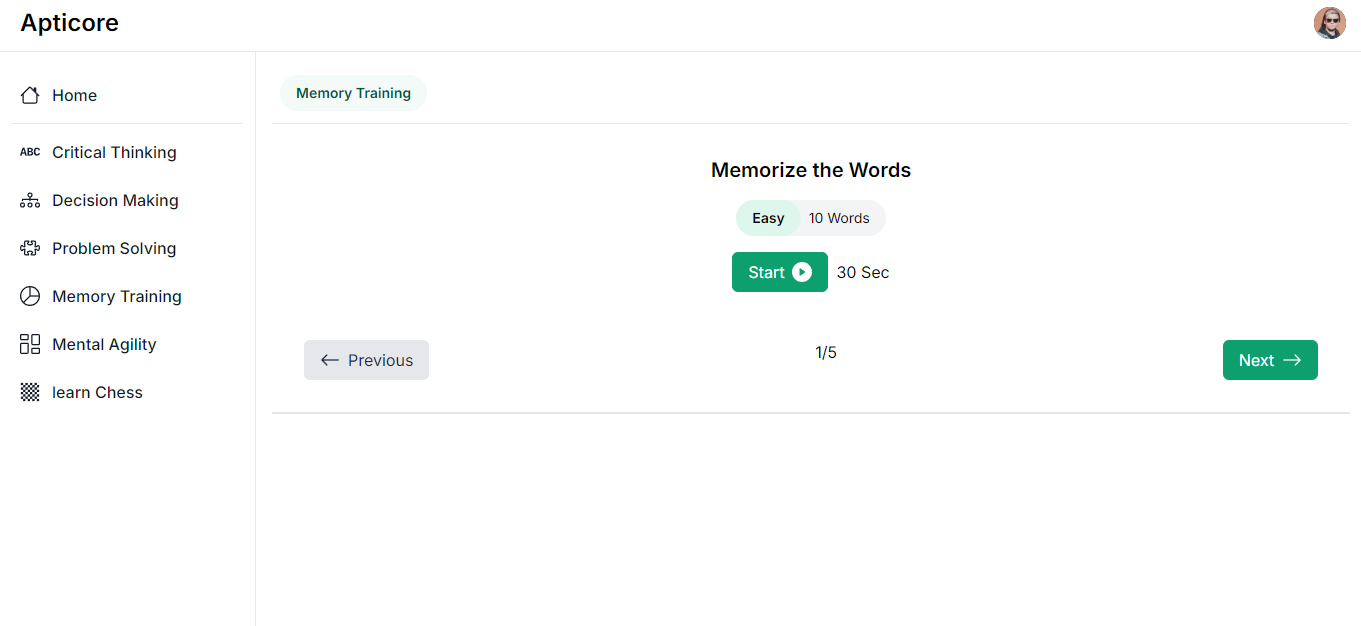 Apticore
Home
ABC Critical Thinking
Decision Making
Problem Solving
Memory Training
Mental Agility
learn Chess
Memory Training
Memorize the Words
Easy 10 Words
Start 30 Sec
Previous 1/5 Next